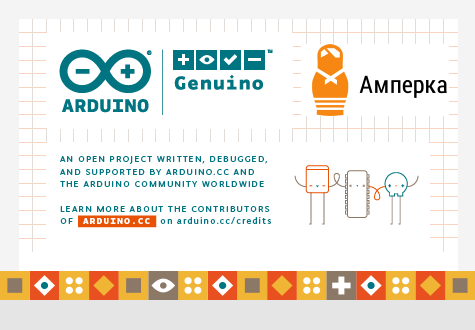 ARDUINO
Genuino
Амперка
AN OPEN PROJECT WRITTEN, DEBUGGED,
AND SUPPORTED BY ARDUINO.CC AND
THE ARDUINO COMMUNITY WORLDWIDE
LEARN MORE ABOUT THE CONTRIBUTORS
OF ARDUINO.CC on arduino.cc/credits